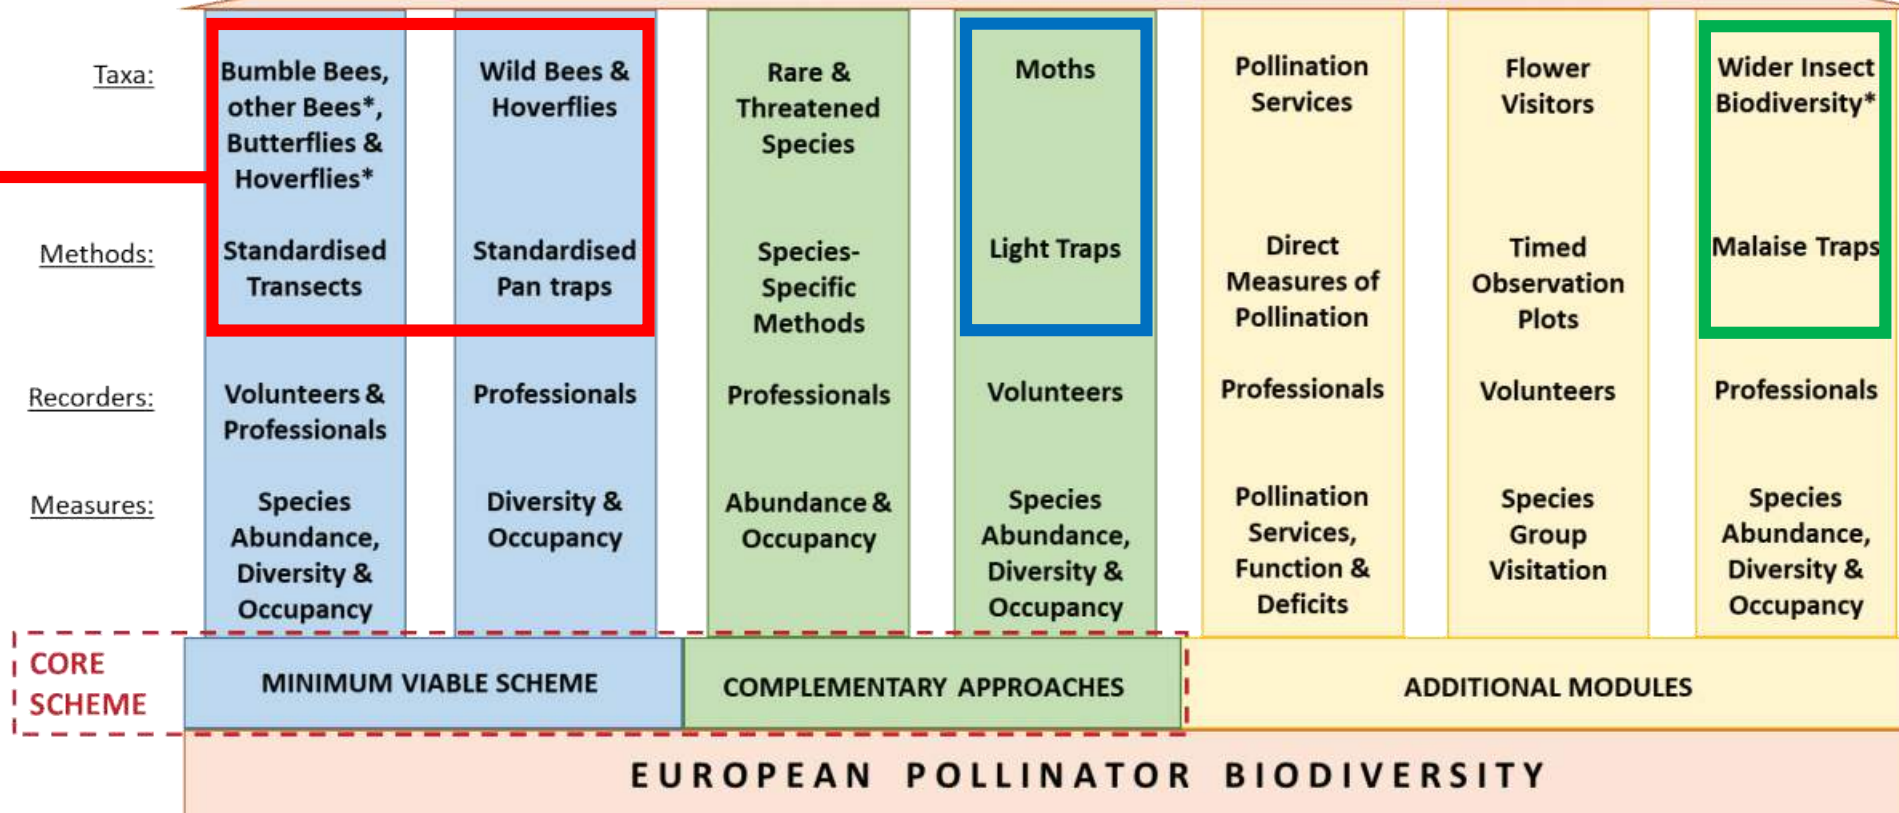 Taxa:
Bumble Bees,
other Bees*,
Butterflies &
Hoverflies*
Wild Bees &
Hoverflies
Rare &
Threatened
Species
Moths
Pollination
Services
Flower
Visitors
Wider Insect
Biodiversity*
Methods:
Standardised
Transects
Standardised
Pan traps
Species-
Specific
Methods
Light Traps
Direct
Measures of
Pollination
Timed
Observation
Plots
Malaise Traps
Recorders:
Volunteers &
Professionals
Professionals
Professionals
Volunteers
Professionals
Volunteers
Professionals
Measures:
Species
Abundance,
Diversity &
Occupancy
Diversity &
Occupancy
Abundance &
Occupancy
Species
Abundance,
Diversity &
Occupancy
Pollination
Services,
Function &
Deficits
Species
Group
Visitation
Species
Abundance,
Diversity &
Occupancy
CORE
SCHEME
MINIMUM VIABLE SCHEME
COMPLEMENTARY APPROACHES
ADDITIONAL MODULES
EUROPEAN POLLINATOR BIODIVERSITY